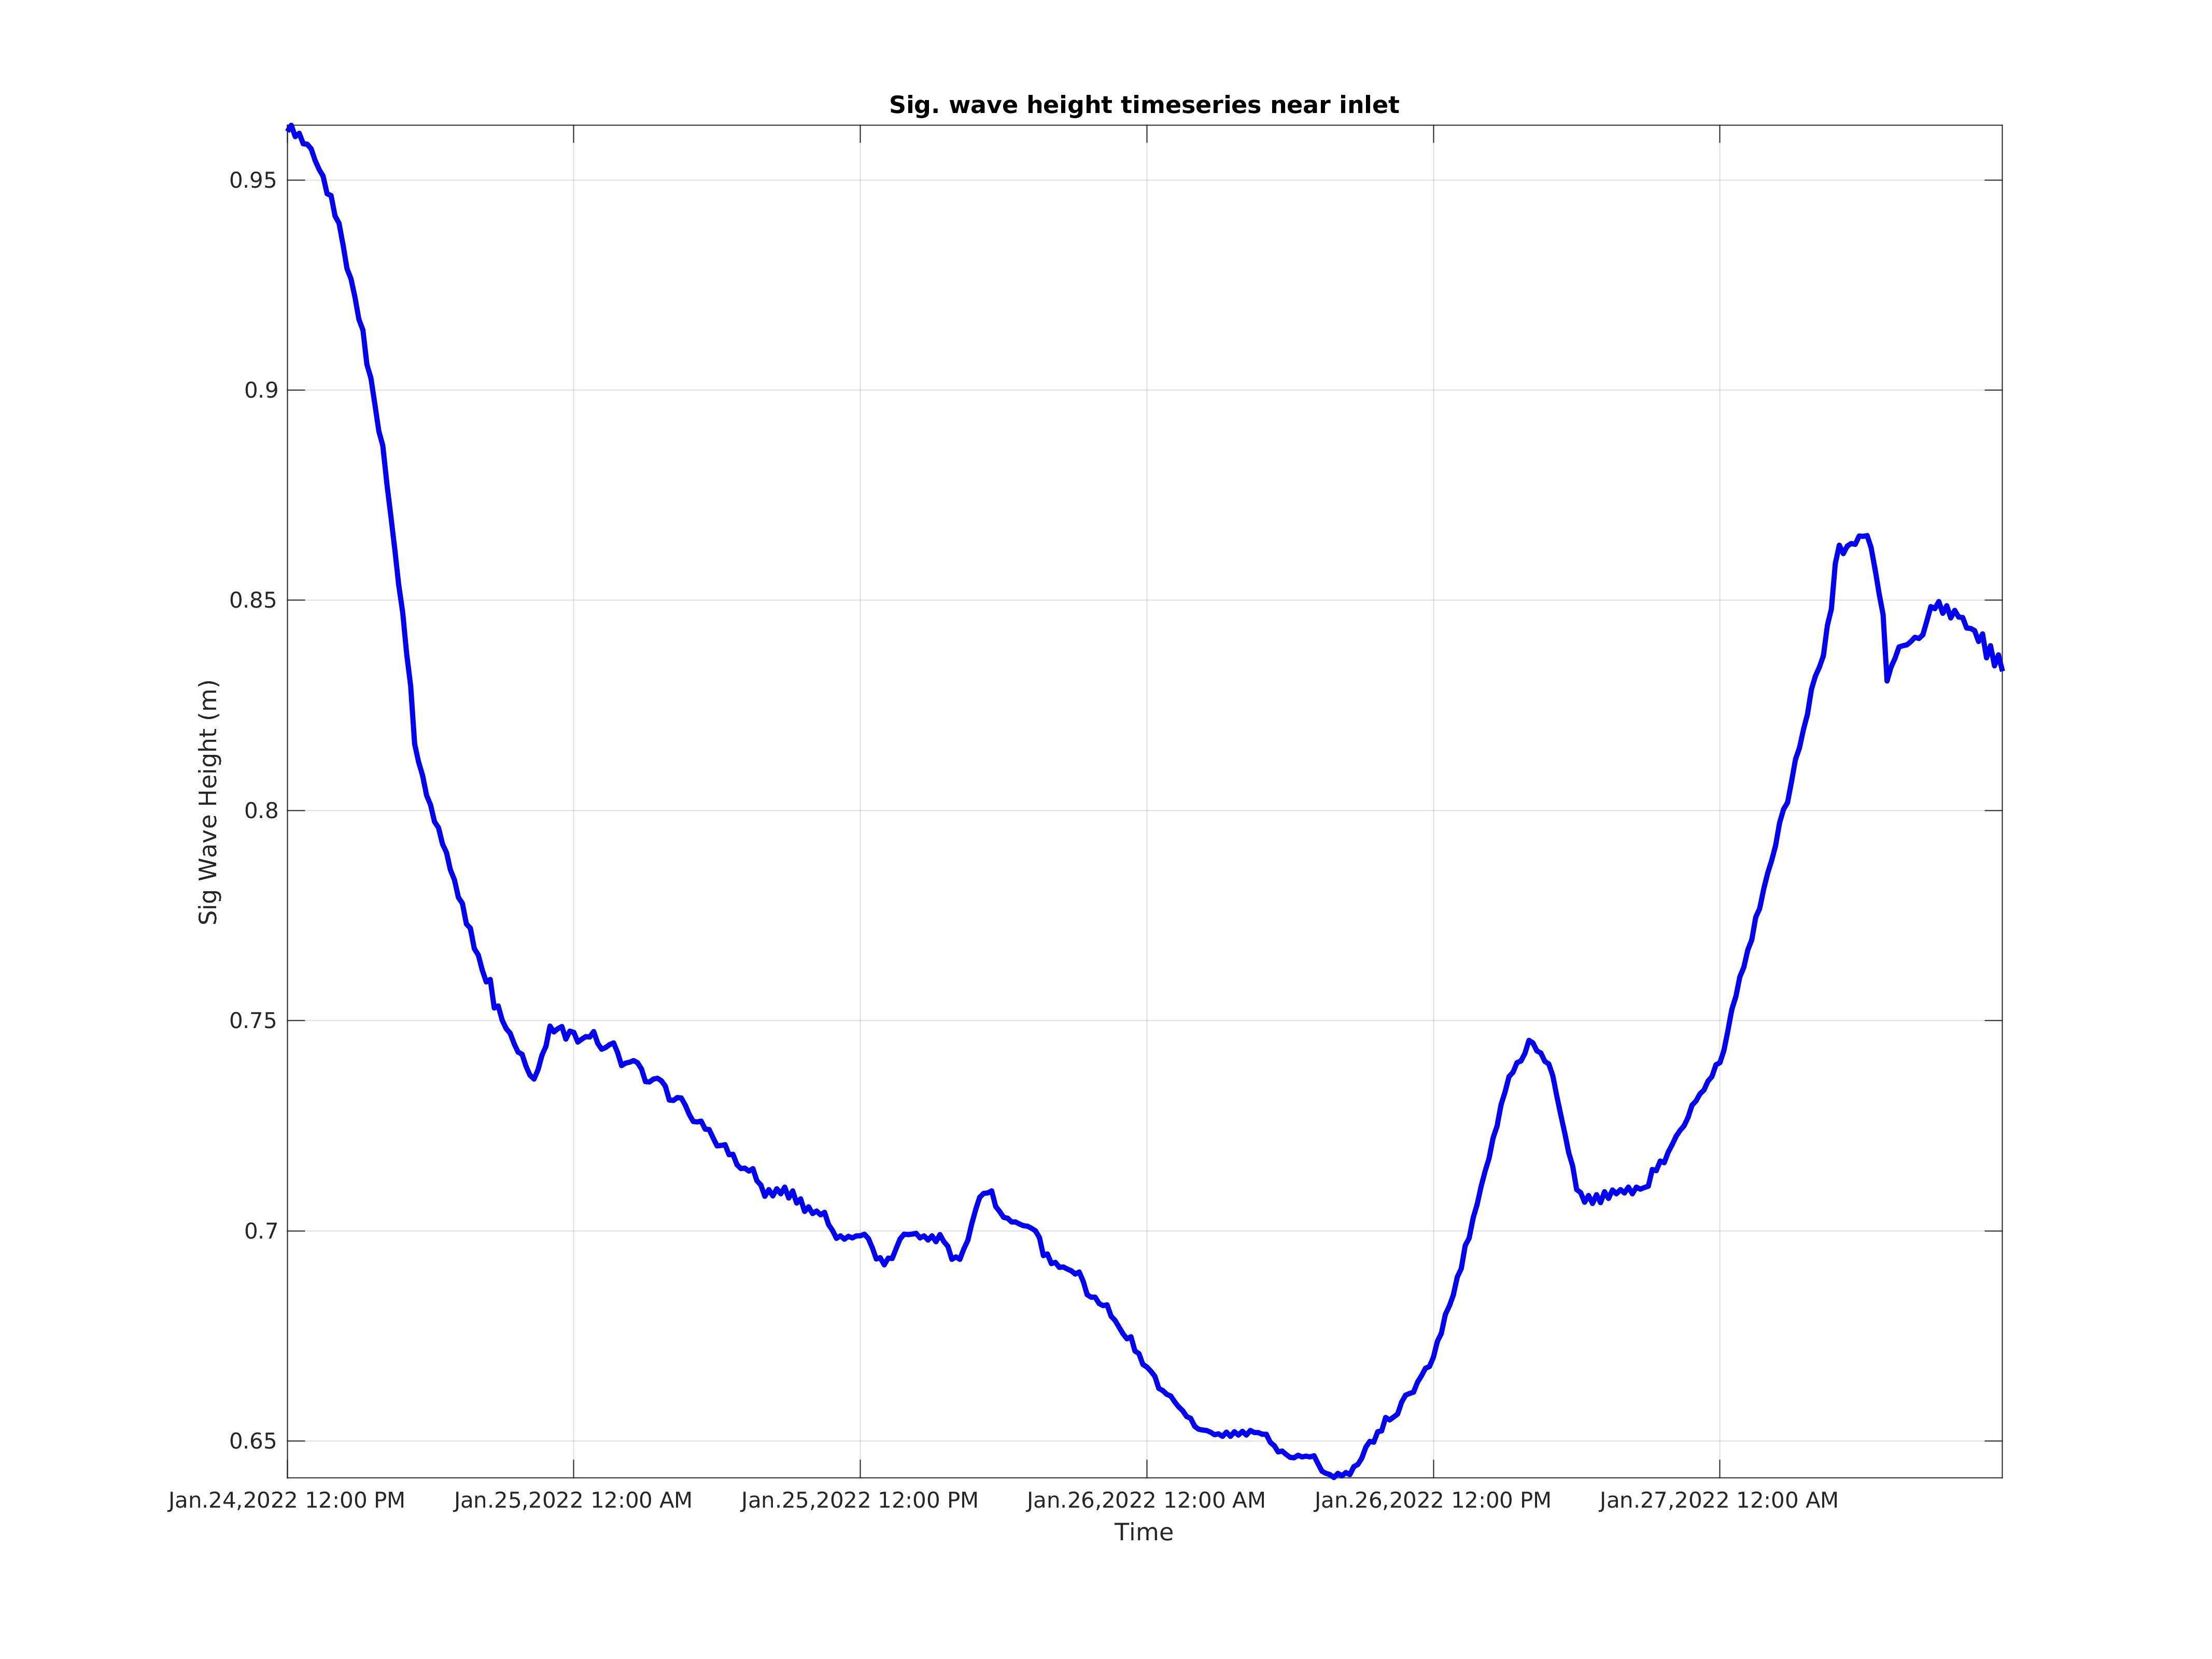 Sig. wave height timeseries near inlet
0.95
0.9
0.85
0.8
0.75
0.7
0.65
Sig Wave Height (m)
Jan.24,2022 12:00 PM Jan.25,2022 12:00 AM Jan.25,2022 12:00 PM Jan.26,2022 12:00 AM Jan.26,2022 12:00 PM Jan.27,2022 12:00 AM
Time